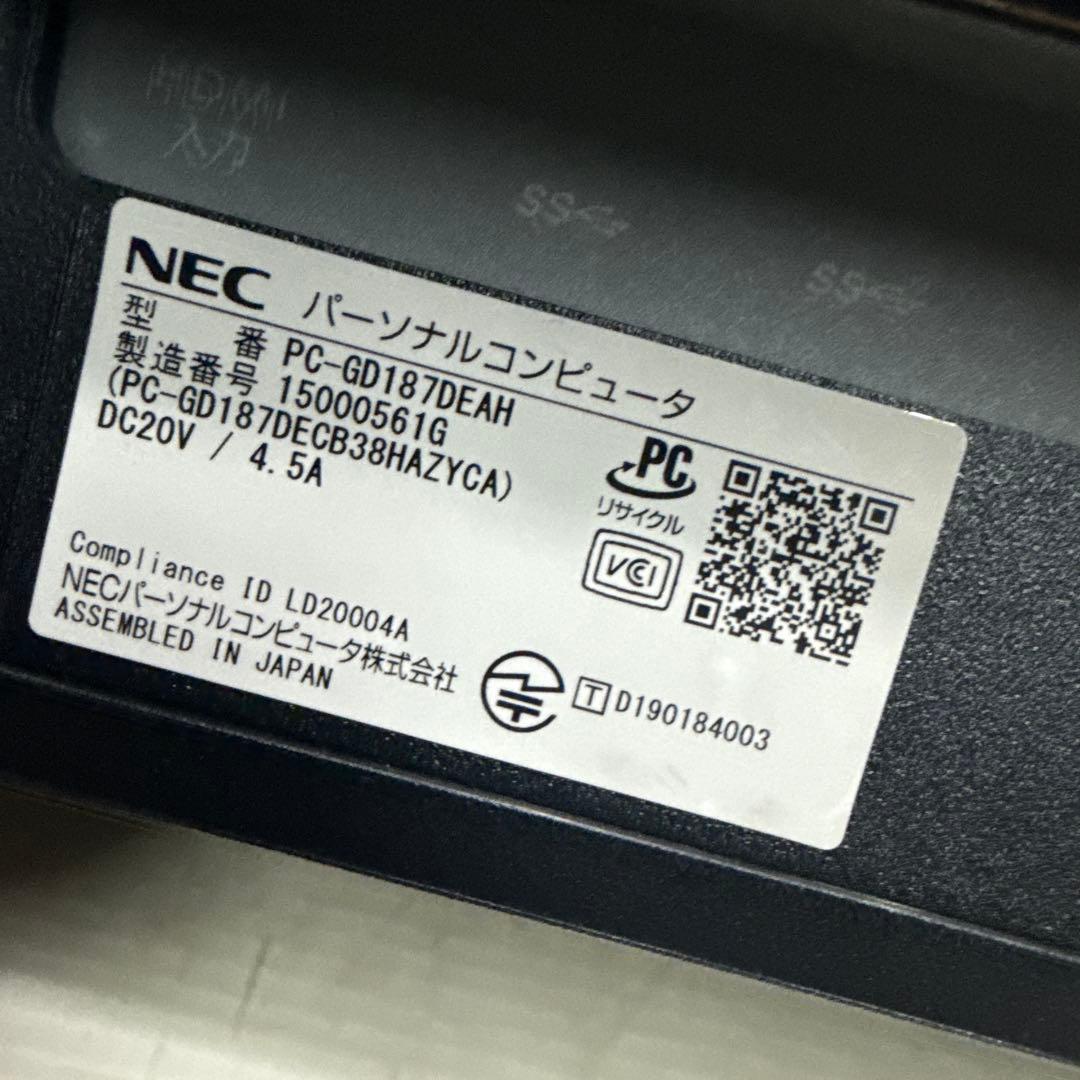 HDMI
入力
SS
SS
NEC パーソナルコンピュータ
型 番 PC-GD187DEAH
製造番号 15000561G
(PC-GD187DECB38HAZYCA)
DC20V / 4.5A
PC
リサイクル
VCCI
Compliance ID LD20004A
NECパーソナルコンピュータ株式会社
ASSEMBLED IN JAPAN
T D190184003